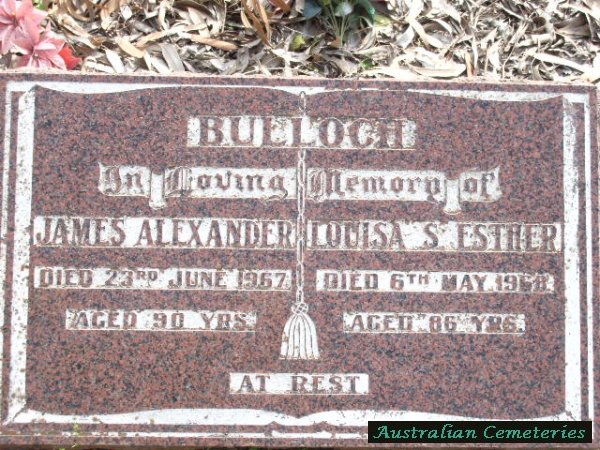 BULLOCH
In Loving Memory of
JAMES ALEXANDER
DIED 23RD JUNE 1967
AGED 90 YRS.
LOUISA S. ESTHER
DIED 6TH MAY. 1968.
AGED 86 YRS.
AT REST
Australian Cemeteries